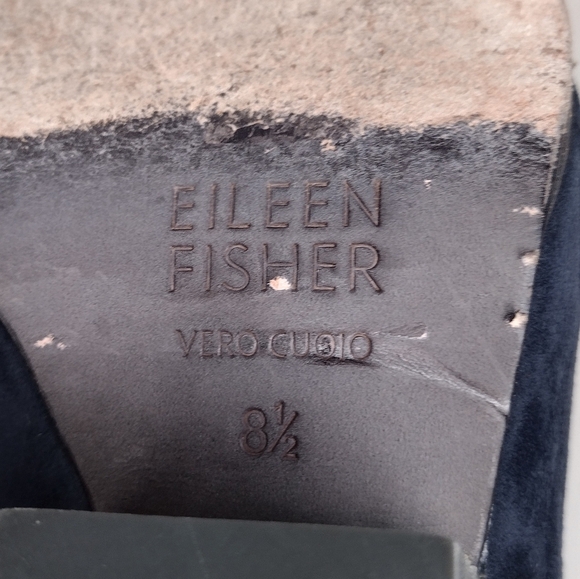 EILEEN
FISHER
VERO CUOIO
8½